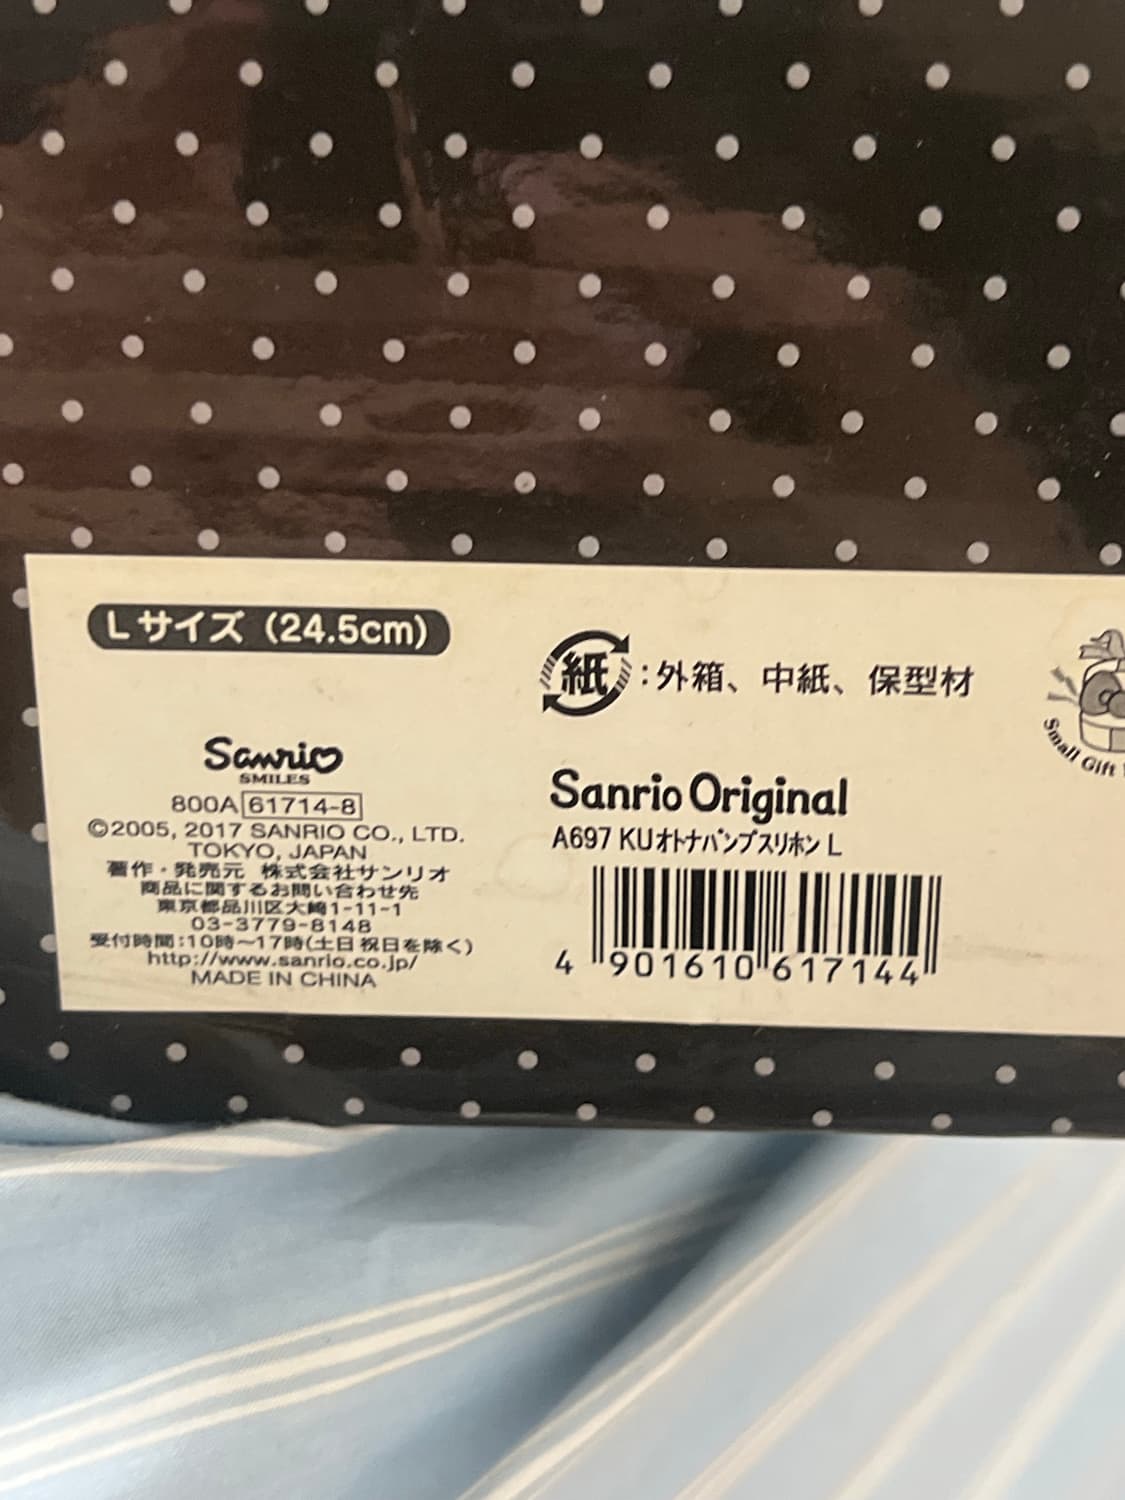 Lサイズ（24.5cm）
紙：外箱、中紙、保型材
Small Gift
Sanrio
SMILES
800A 61714-8
©2005, 2017 SANRIO CO., LTD.
TOKYO, JAPAN
著作・発売元 株式会社サンリオ
商品に関するお問い合わせ先
東京都品川区大崎1-11-1
03-3779-8148
受付時間：10時〜17時（土日祝日を除く）
http://www.sanrio.co.jp/
MADE IN CHINA
Sanrio Original
A697 KUオトナパンプスリボン L
4 901610 617144